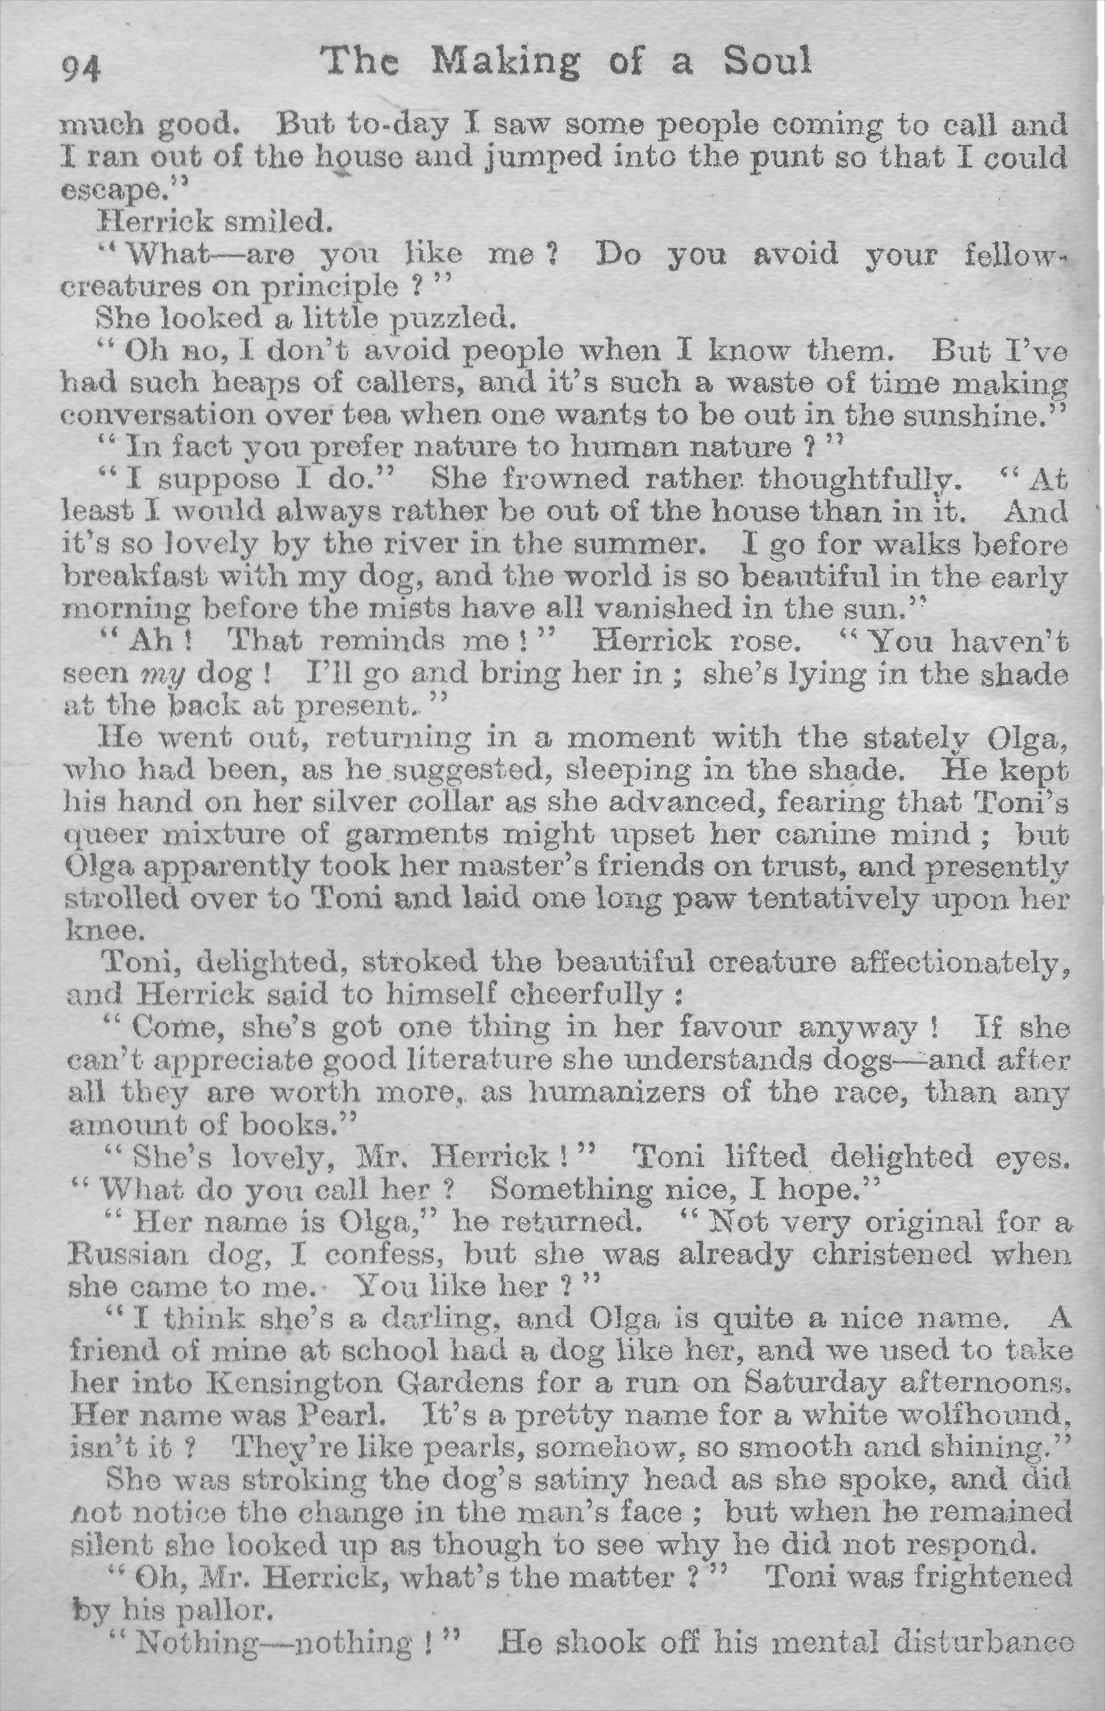 94 The Making of a Soul
much good. But to-day I saw some people coming to call and
I ran out of the house and jumped into the punt so that I could
escape.”
Herrick smiled.
“What—are you like me ? Do you avoid your fellow-
creatures on principle ? ”
She looked a little puzzled.
“ Oh no, I don’t avoid people when I know them. But I’ve
had such heaps of callers, and it’s such a waste of time making
conversation over tea when one wants to be out in the sunshine.”
“ In fact you prefer nature to human nature ? ”
“ I suppose I do.” She frowned rather thoughtfully. “ At
least I would always rather be out of the house than in it. And
it’s so lovely by the river in the summer. I go for walks before
breakfast with my dog, and the world is so beautiful in the early
morning before the mists have all vanished in the sun.”
“ Ah ! That reminds me ! ” Herrick rose. “ You haven’t
seen my dog ! I’ll go and bring her in ; she’s lying in the shade
at the back at present. ”
He went out, returning in a moment with the stately Olga,
who had been, as he suggested, sleeping in the shade. He kept
his hand on her silver collar as she advanced, fearing that Toni’s
queer mixture of garments might upset her canine mind ; but
Olga apparently took her master’s friends on trust, and presently
strolled over to Toni and laid one long paw tentatively upon her
knee.
Toni, delighted, stroked the beautiful creature affectionately,
and Herrick said to himself cheerfully :
“ Come, she’s got one thing in her favour anyway ! If she
can’t appreciate good literature she understands dogs—and after
all they are worth more, as humanizers of the race, than any
amount of books.”
“ She’s lovely, Mr. Herrick ! ” Toni lifted delighted eyes.
“ What do you call her ? Something nice, I hope.”
“ Her name is Olga,” he returned. “ Not very original for a
Russian dog, I confess, but she was already christened when
she came to me. You like her ? ”
“ I think she’s a darling, and Olga is quite a nice name. A
friend of mine at school had a dog like her, and we used to take
her into Kensington Gardens for a run on Saturday afternoons.
Her name was Pearl. It’s a pretty name for a white wolfhound,
isn’t it ? They’re like pearls, somehow, so smooth and shining.”
She was stroking the dog’s satiny head as she spoke, and did
not notice the change in the man’s face ; but when he remained
silent she looked up as though to see why he did not respond.
“ Oh, Mr. Herrick, what’s the matter ? ” Toni was frightened
by his pallor.
“ Nothing—nothing ! ” He shook off his mental disturbance